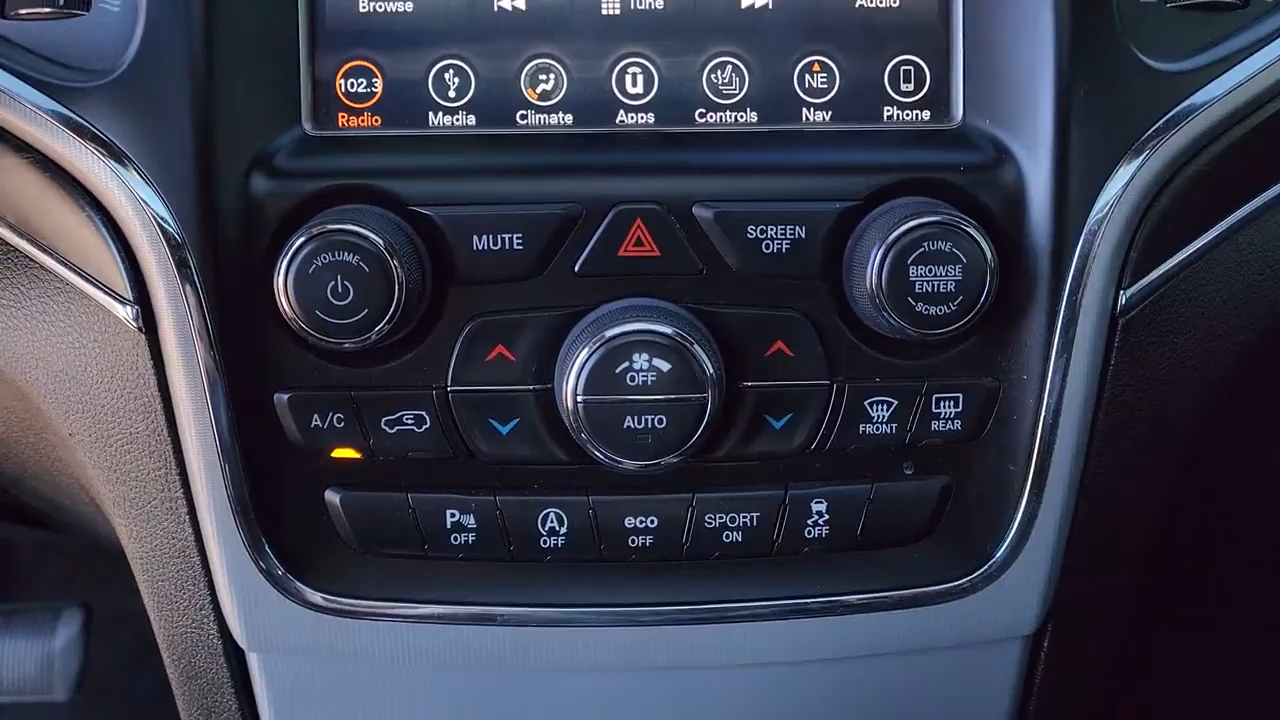 Browse
Tune
Audio
102.3
NE
Radio
Media
Climate
Apps
Controls
Nav
Phone
VOLUME
MUTE
SCREEN
OFF
TUNE
BROWSE
ENTER
SCROLL
OFF
AUTO
A/C
FRONT
REAR
P
OFF
A
OFF
eco
OFF
SPORT
ON
OFF